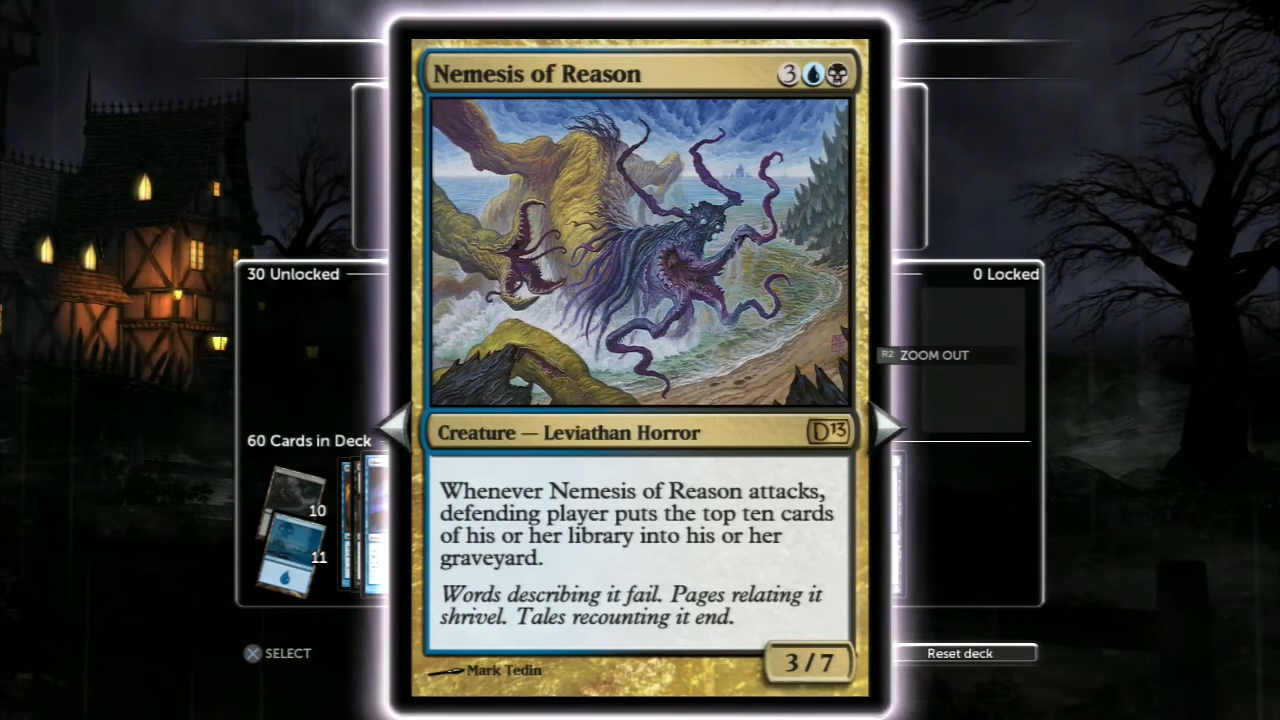 Nemesis of Reason 3
30 Unlocked
0 Locked
R2 ZOOM OUT
Creature — Leviathan Horror D13
60 Cards in Deck
10
11
Whenever Nemesis of Reason attacks,
defending player puts the top ten cards
of his or her library into his or her
graveyard.
Words describing it fail. Pages relating it
shrivel. Tales recounting it end.
Mark Tedin
3/7
SELECT
Reset deck